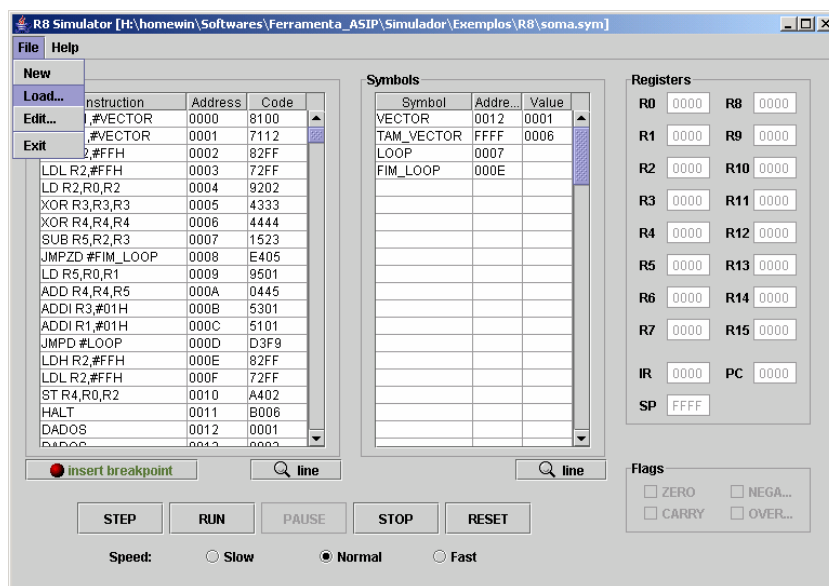 R8 Simulator [H:\homewin\Softwares\Ferramenta_ASIP\Simulador\Exemplos\R8\soma.sym]
File Help
New
Load...
Edit...
Exit
Symbols
Registers
nstruction Address Code
,#VECTOR 0000 8100
,#VECTOR 0001 7112
,#FFH 0002 82FF
LDL R2,#FFH 0003 72FF
LD R2,R0,R2 0004 9202
XOR R3,R3,R3 0005 4333
XOR R4,R4,R4 0006 4444
SUB R5,R2,R3 0007 1523
JMPZD #FIM_LOOP 0008 E405
LD R5,R0,R1 0009 9501
ADD R4,R4,R5 000A 0445
ADDI R3,#01H 000B 5301
ADDI R1,#01H 000C 5101
JMPD #LOOP 000D D3F9
LDH R2,#FFH 000E 82FF
LDL R2,#FFH 000F 72FF
ST R4,R0,R2 0010 A402
HALT 0011 B006
DADOS 0012 0001
Symbol Addre... Value
VECTOR 0012 0001
TAM_VECTOR FFFF 0006
LOOP 0007
FIM_LOOP 000E
R0 0000 R8 0000
R1 0000 R9 0000
R2 0000 R10 0000
R3 0000 R11 0000
R4 0000 R12 0000
R5 0000 R13 0000
R6 0000 R14 0000
R7 0000 R15 0000
IR 0000 PC 0000
SP FFFF
insert breakpoint
line
line
Flags
ZERO NEGA...
CARRY OVER...
STEP RUN PAUSE STOP RESET
Speed: Slow Normal Fast